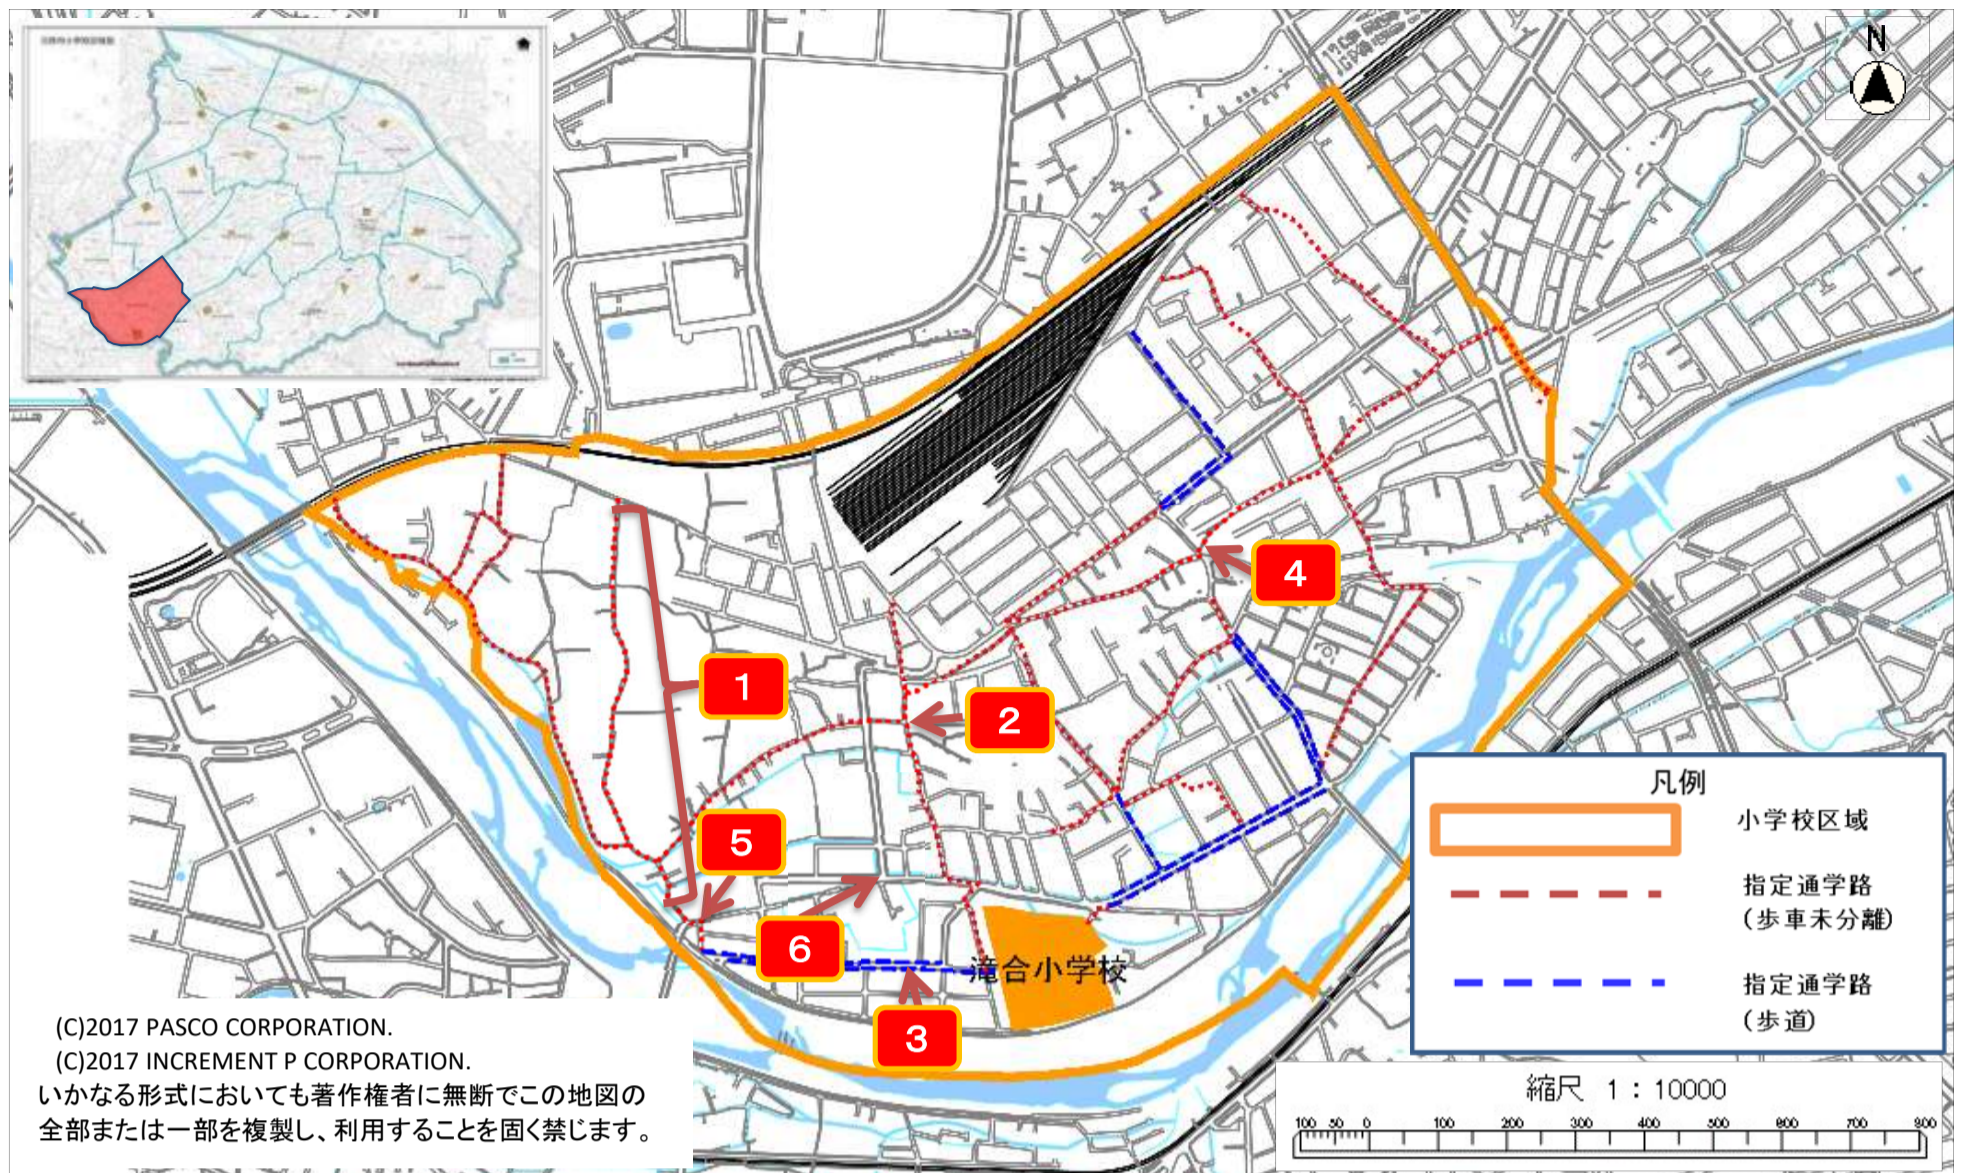 N
1
2
3
4
5
6
滝合小学校
凡例
小学校区域
指定通学路
(歩車未分離)
指定通学路
(歩道)
縮尺 1：10000
100 50 0 100 200 300 400 500 600 700 800
(C)2017 PASCO CORPORATION.
(C)2017 INCREMENT P CORPORATION.
いかなる形式においても著作権者に無断でこの地図の
全部または一部を複製し、利用することを固く禁じます。